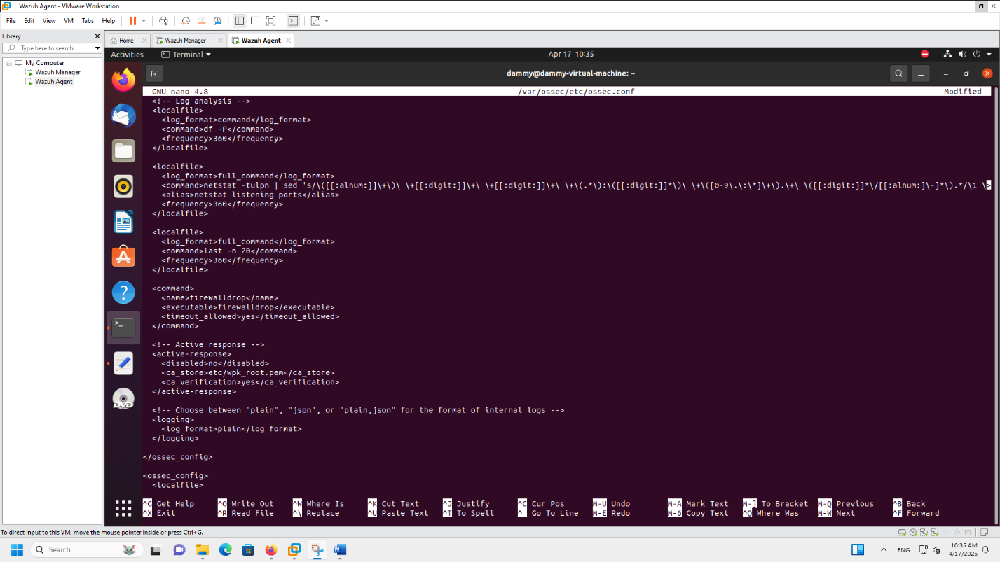 Wazuh Agent - VMware Workstation
File Edit View VM Tabs Help
Library
Type here to search
My Computer
Wazuh Manager
Wazuh Agent
Home Wazuh Manager Wazuh Agent
Activities Terminal Apr 17 10:35
dammy@dammy-virtual-machine: ~
GNU nano 4.8 /var/ossec/etc/ossec.conf Modified
<!-- Log analysis -->
<localfile>
<log_format>command</log_format>
<command>df -P</command>
<frequency>360</frequency>
</localfile>
<localfile>
<log_format>full_command</log_format>
<command>netstat -tulpn | sed 's/\([[:alnum:]]\+\)\ \+[[:digit:]]\+\ \+[[:digit:]]\+\ \+\(.*\):\([[:digit:]]*\)\ \+\([0-9\.\:\*]\+\).\+\ \([[:digit:]]*\/[[:alnum:]\-]*\).*/\1 \>
<alias>netstat listening ports</alias>
<frequency>360</frequency>
</localfile>
<localfile>
<log_format>full_command</log_format>
<command>last -n 20</command>
<frequency>360</frequency>
</localfile>
<command>
<name>firewalldrop</name>
<executable>firewalldrop</executable>
<timeout_allowed>yes</timeout_allowed>
</command>
<!-- Active response -->
<active-response>
<disabled>no</disabled>
<ca_store>etc/wpk_root.pem</ca_store>
<ca_verification>yes</ca_verification>
</active-response>
<!-- Choose between "plain", "json", or "plain,json" for the format of internal logs -->
<logging>
<log_format>plain</log_format>
</logging>
</ossec_config>
<ossec_config>
<localfile>
^G Get Help ^O Write Out ^W Where Is ^K Cut Text ^J Justify ^C Cur Pos M-U Undo M-A Mark Text M-] To Bracket M-Q Previous ^B Back
^X Exit ^R Read File ^\ Replace ^U Paste Text ^T To Spell ^_ Go To Line M-E Redo M-6 Copy Text ^Q Where Was M-W Next ^F Forward
DVD
To direct input to this VM, move the mouse pointer inside or press Ctrl+G.
Search ENG 10:35 AM
4/17/2025